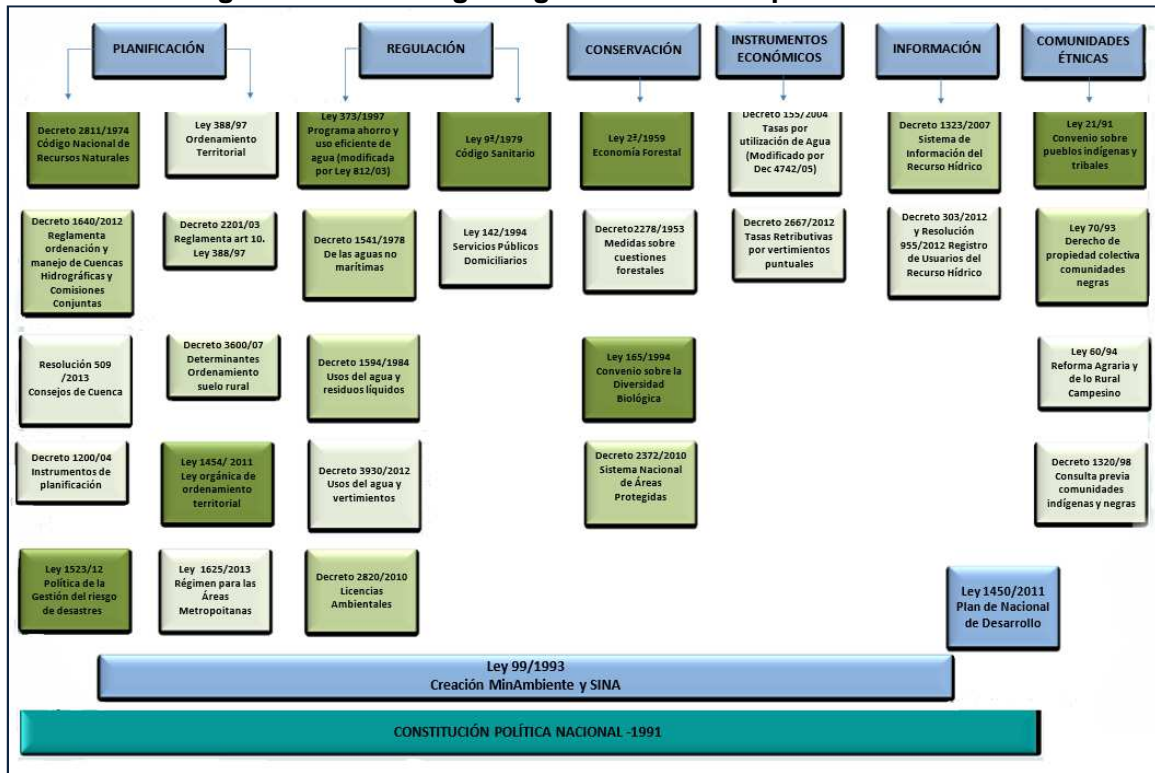 PLANIFICACIÓN
REGULACIÓN
CONSERVACIÓN
INSTRUMENTOS
ECONÓMICOS
INFORMACIÓN
COMUNIDADES
ÉTNICAS
Decreto 2811/1974
Código Nacional de
Recursos Naturales
Ley 388/97
Ordenamiento
Territorial
Ley 373/1997
Programa ahorro y
uso eficiente de
agua (modificada
por Ley 812/03)
Ley 9ª/1979
Código Sanitario
Ley 2ª/1959
Economía Forestal
Decreto 155/2004
Tasas por
utilización de Agua
(Modificado por
Dec 4742/05)
Decreto 1323/2007
Sistema de
Información del
Recurso Hídrico
Ley 21/91
Convenio sobre
pueblos indígenas y
tribales
Decreto 1640/2012
Reglamenta
ordenación y
manejo de Cuencas
Hidrográficas y
Comisiones
Conjuntas
Decreto 2201/03
Reglamenta art 10.
Ley 388/97
Decreto 1541/1978
De las aguas no
marítimas
Ley 142/1994
Servicios Públicos
Domiciliarios
Decreto2278/1953
Medidas sobre
cuestiones
forestales
Decreto 2667/2012
Tasas Retributivas
por vertimientos
puntuales
Decreto 303/2012
y Resolución
955/2012 Registro
de Usuarios del
Recurso Hídrico
Ley 70/93
Derecho de
propiedad colectiva
comunidades
negras
Resolución 509
/2013
Consejos de Cuenca
Decreto 3600/07
Determinantes
Ordenamiento
suelo rural
Decreto 1594/1984
Usos del agua y
residuos líquidos
Ley 165/1994
Convenio sobre la
Diversidad
Biológica
Ley 60/94
Reforma Agraria y
de lo Rural
Campesino
Decreto 1200/04
Instrumentos de
planificación
Ley 1454/ 2011
Ley orgánica de
ordenamiento
territorial
Decreto 3930/2012
Usos del agua y
vertimientos
Decreto 2372/2010
Sistema Nacional
de Áreas
Protegidas
Decreto 1320/98
Consulta previa
comunidades
indígenas y negras
Ley 1523/12
Política de la
Gestión del riesgo
de desastres
Ley 1625/2013
Régimen para las
Áreas
Metropoitanas
Decreto 2820/2010
Licencias
Ambientales
Ley 1450/2011
Plan de Nacional
de Desarrollo
Ley 99/1993
Creación MinAmbiente y SINA
CONSTITUCIÓN POLÍTICA NACIONAL -1991